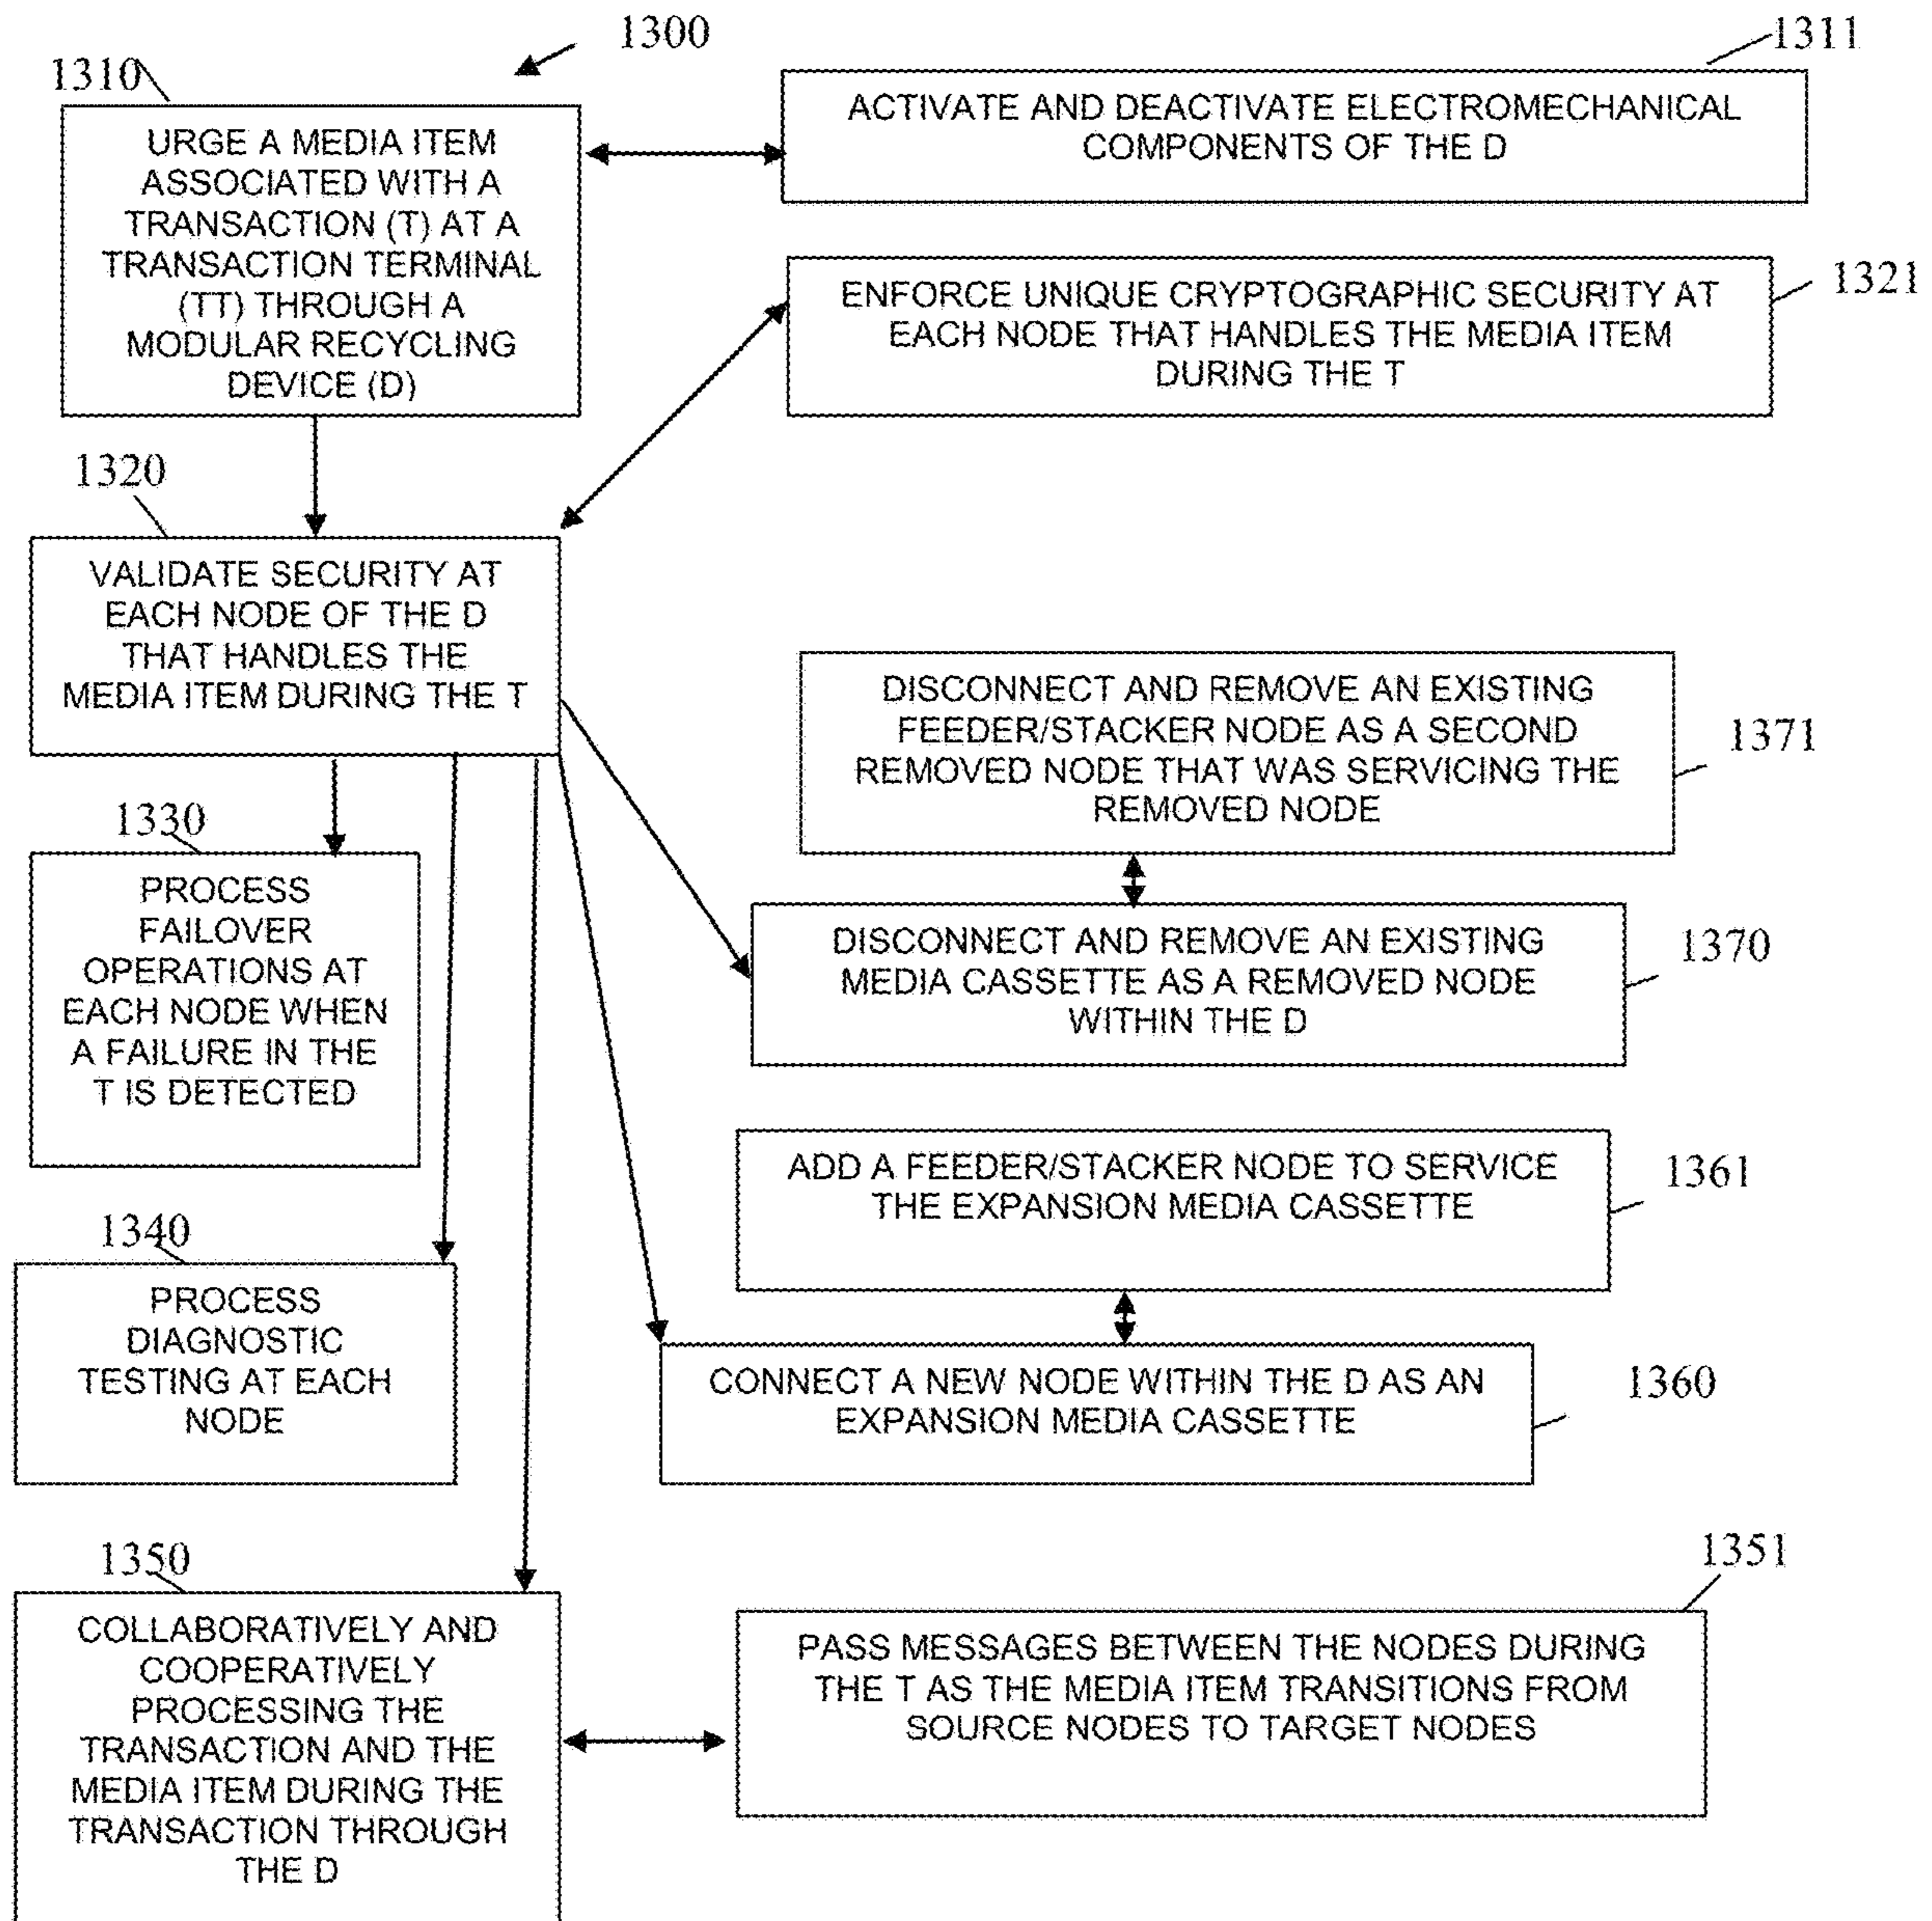 1300
1310
URGE A MEDIA ITEM
ASSOCIATED WITH A
TRANSACTION (T) AT A
TRANSACTION TERMINAL
(TT) THROUGH A
MODULAR RECYCLING
DEVICE (D)
1311
ACTIVATE AND DEACTIVATE ELECTROMECHANICAL
COMPONENTS OF THE D
1321
ENFORCE UNIQUE CRYPTOGRAPHIC SECURITY AT
EACH NODE THAT HANDLES THE MEDIA ITEM
DURING THE T
1320
VALIDATE SECURITY AT
EACH NODE OF THE D
THAT HANDLES THE
MEDIA ITEM DURING THE T
1371
DISCONNECT AND REMOVE AN EXISTING
FEEDER/STACKER NODE AS A SECOND
REMOVED NODE THAT WAS SERVICING THE
REMOVED NODE
1330
PROCESS
FAILOVER
OPERATIONS AT
EACH NODE WHEN
A FAILURE IN THE
T IS DETECTED
1370
DISCONNECT AND REMOVE AN EXISTING
MEDIA CASSETTE AS A REMOVED NODE
WITHIN THE D
1361
ADD A FEEDER/STACKER NODE TO SERVICE
THE EXPANSION MEDIA CASSETTE
1340
PROCESS
DIAGNOSTIC
TESTING AT EACH
NODE
1360
CONNECT A NEW NODE WITHIN THE D AS AN
EXPANSION MEDIA CASSETTE
1350
COLLABORATIVELY AND
COOPERATIVELY
PROCESSING THE
TRANSACTION AND THE
MEDIA ITEM DURING THE
TRANSACTION THROUGH
THE D
1351
PASS MESSAGES BETWEEN THE NODES DURING
THE T AS THE MEDIA ITEM TRANSITIONS FROM
SOURCE NODES TO TARGET NODES